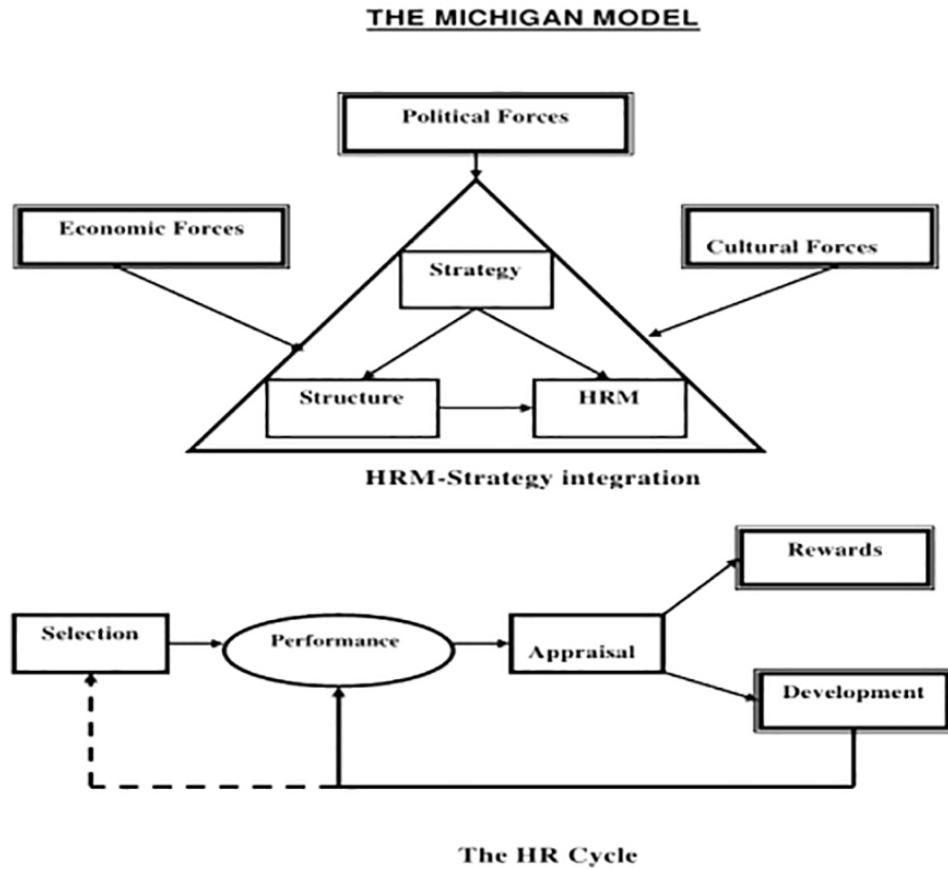 THE MICHIGAN MODEL
Political Forces
Economic Forces
Cultural Forces
Strategy
Structure
HRM
HRM-Strategy integration
Rewards
Selection
Performance
Appraisal
Development
The HR Cycle